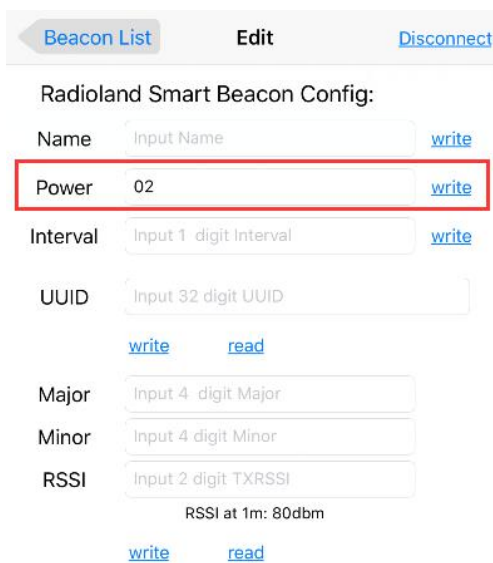 Beacon List Edit Disconnect
Radioland Smart Beacon Config:
Name Input Name write
Power 02 write
Interval Input 1 digit Interval write
UUID Input 32 digit UUID
write read
Major Input 4 digit Major
Minor Input 4 digit Minor
RSSI Input 2 digit TXRSSI
RSSI at 1m: 80dbm
write read